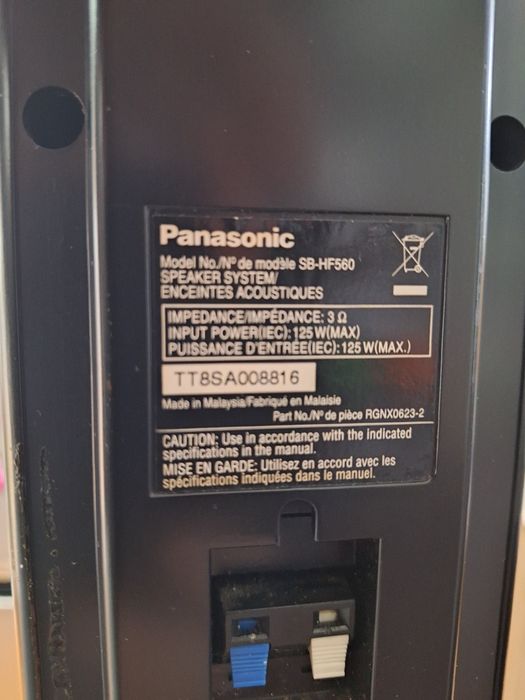 Panasonic
Model No./Nº de modèle SB-HF560
SPEAKER SYSTEM/
ENCEINTES ACOUSTIQUES
IMPEDANCE/IMPÉDANCE: 3 Ω
INPUT POWER(IEC): 125 W(MAX)
PUISSANCE D'ENTRÉE(IEC): 125 W(MAX.)
TT8SA008816
Made in Malaysia/Fabriqué en Malaisie
Part No./Nº de pièce RGNX0623-2
CAUTION: Use in accordance with the indicated
specifications in the manual.
MISE EN GARDE: Utilisez en accord avec les
spécifications indiquées dans le manuel.